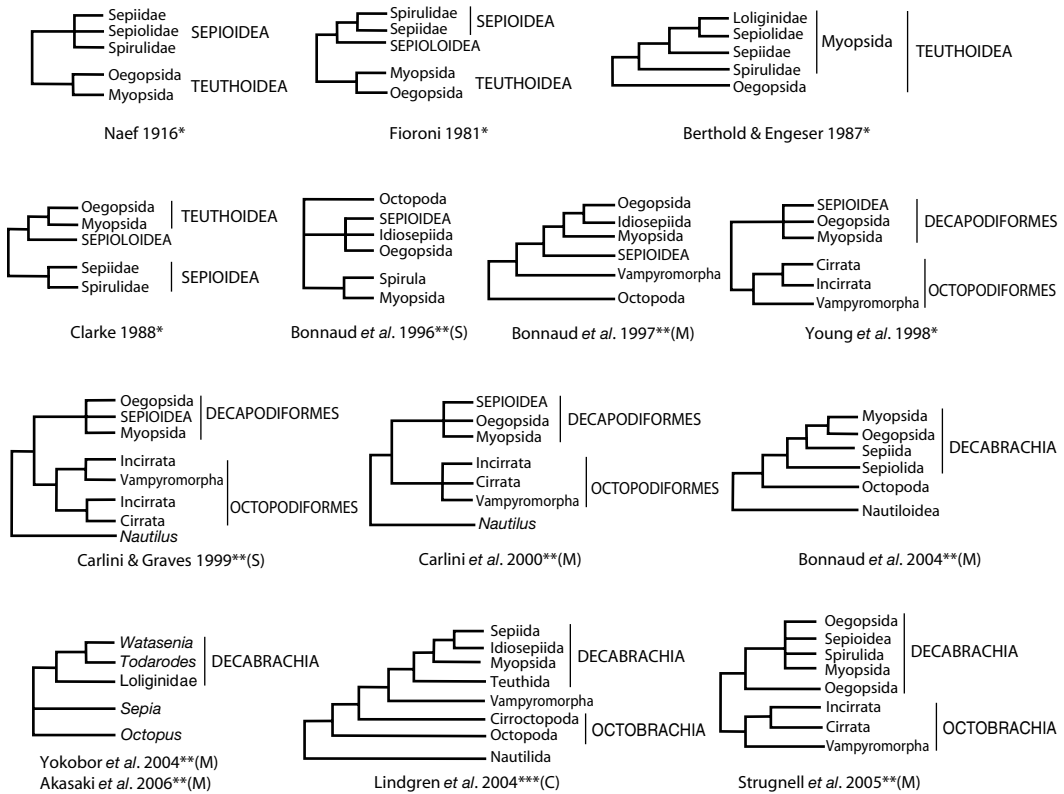 Sepiidae
Sepiolidae
Spirulidae
SEPIOIDEA
Oegopsida
Myopsida
TEUTHOIDEA
Naef 1916*
Spirulidae
Sepiidae
SEPIOIDEA
SEPIOLOIDEA
Myopsida
Oegopsida
TEUTHOIDEA
Fioroni 1981*
Loliginidae
Sepiolidae
Sepiidae
Spirulidae
Myopsida
Oegopsida
TEUTHOIDEA
Berthold & Engeser 1987*
Oegopsida
Myopsida
TEUTHOIDEA
SEPIOLOIDEA
Sepiidae
Spirulidae
SEPIOIDEA
Clarke 1988*
Octopoda
SEPIOIDEA
Idiosepiida
Oegopsida
Spirula
Myopsida
Bonnaud et al. 1996**(S)
Oegopsida
Idiosepiida
Myopsida
SEPIOIDEA
Vampyromorpha
Octopoda
Bonnaud et al. 1997**(M)
SEPIOIDEA
Oegopsida
Myopsida
DECAPODIFORMES
Cirrata
Incirrata
Vampyromorpha
OCTOPODIFORMES
Young et al. 1998*
Oegopsida
SEPIOIDEA
Myopsida
DECAPODIFORMES
Incirrata
Vampyromorpha
Incirrata
Cirrata
OCTOPODIFORMES
Nautilus
Carlini & Graves 1999**(S)
SEPIOIDEA
Oegopsida
Myopsida
DECAPODIFORMES
Incirrata
Cirrata
Vampyromorpha
OCTOPODIFORMES
Nautilus
Carlini et al. 2000**(M)
Myopsida
Oegopsida
Sepiida
Sepiolida
DECABRACHIA
Octopoda
Nautiloidea
Bonnaud et al. 2004**(M)
Watasenia
Todarodes
Loliginidae
DECABRACHIA
Sepia
Octopus
Yokobor et al. 2004**(M)
Akasaki et al. 2006**(M)
Sepiida
Idiosepiida
Myopsida
Teuthida
DECABRACHIA
Vampyromorpha
Cirroctopoda
Octopoda
OCTOBRACHIA
Nautilida
Lindgren et al. 2004***(C)
Oegopsida
Sepioidea
Spirulida
Myopsida
Oegopsida
DECABRACHIA
Incirrata
Cirrata
Vampyromorpha
OCTOBRACHIA
Strugnell et al. 2005**(M)